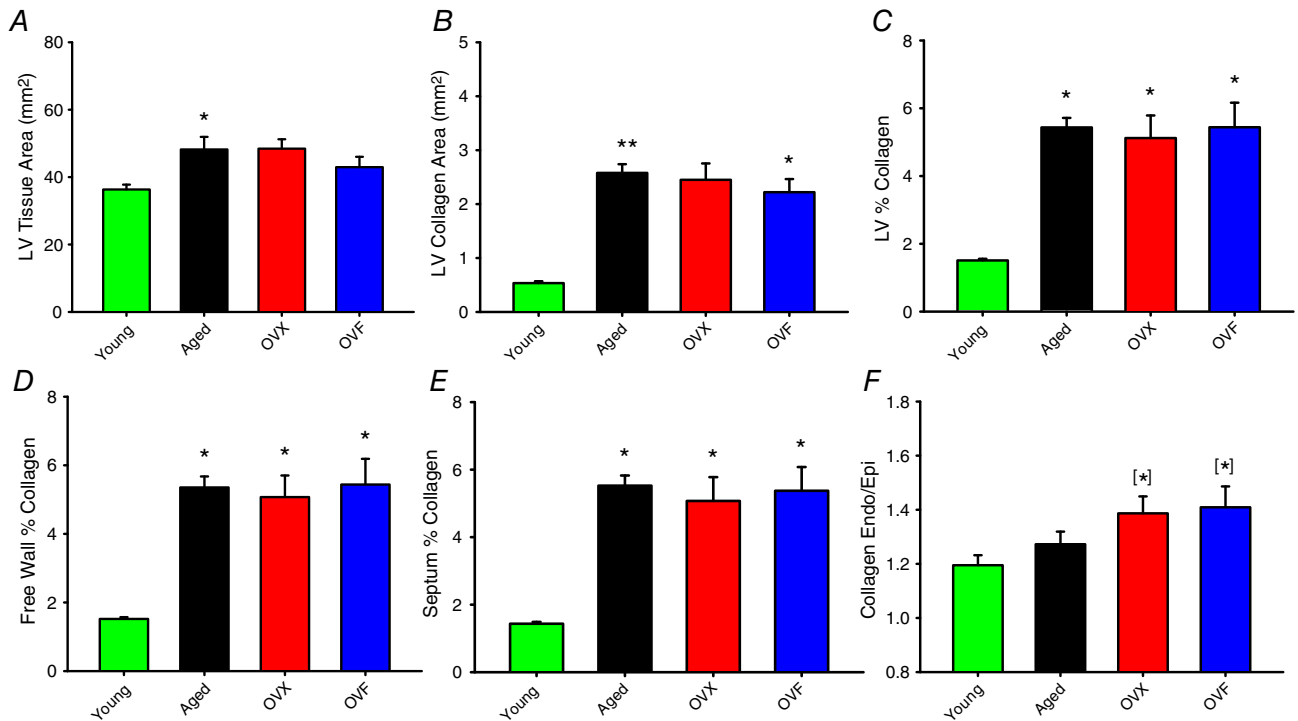 A
LV Tissue Area (mm²)
80
60
40
20
0
*
Young
Aged
OVX
OVF
B
LV Collagen Area (mm²)
5
4
3
2
1
0
**
*
Young
Aged
OVX
OVF
C
LV % Collagen
8
6
4
2
0
*
*
*
Young
Aged
OVX
OVF
D
Free Wall % Collagen
8
6
4
2
0
*
*
*
Young
Aged
OVX
OVF
E
Septum % Collagen
8
6
4
2
0
*
*
*
Young
Aged
OVX
OVF
F
Collagen Endo/Epi
1.8
1.6
1.4
1.2
1.0
0.8
[*]
[*]
Young
Aged
OVX
OVF